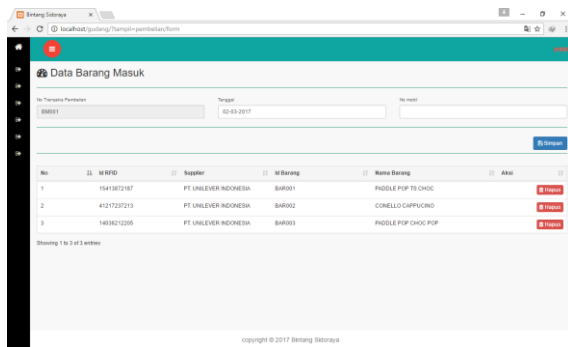 Bintang Sidoraya
localhost/gudang/?tampil=pembelian/form
Data Barang Masuk
No Transaksi Pembelian Tanggal No mobil
BM001 02-03-2017
Simpan
No Id RFID Supplier Id Barang Nama Barang Aksi
1 15413872187 PT. UNILEVER INDONESIA BAR001 PADDLE POP TS CHOC Hapus
2 41217237213 PT. UNILEVER INDONESIA BAR002 CONELLO CAPPUCINO Hapus
3 14036212205 PT. UNILEVER INDONESIA BAR003 PADDLE POP CHOC POP Hapus
Showing 1 to 3 of 3 entries
copyright © 2017 Bintang Sidoraya